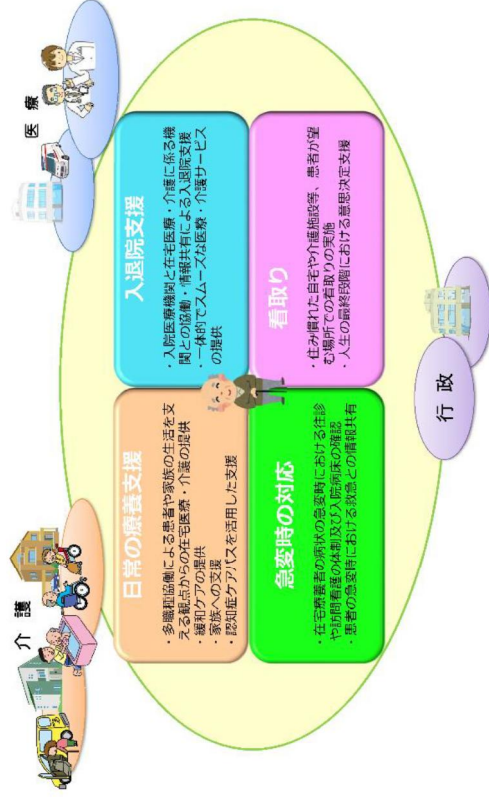 介護
医療
日常の療養支援
・多職種協働による患者や家族の生活を支
える観点からの在宅医療・介護の提供
・緩和ケアの提供
・家族への支援
・認知症ケアパスを活用した支援
入退院支援
・入院医療機関と在宅医療・介護に係る機
関との協働・情報共有による入退院支援
・一体的でスムーズな医療・介護サービス
の提供
急変時の対応
・在宅療養者の病状の急変時における往診
や訪問看護の体制及び入院病床の確認
・患者の急変時における救急との情報共有
看取り
・住み慣れた自宅や介護施設等、患者が望
む場所での看取りの実施
・人生の最終段階における意思決定支援
行政